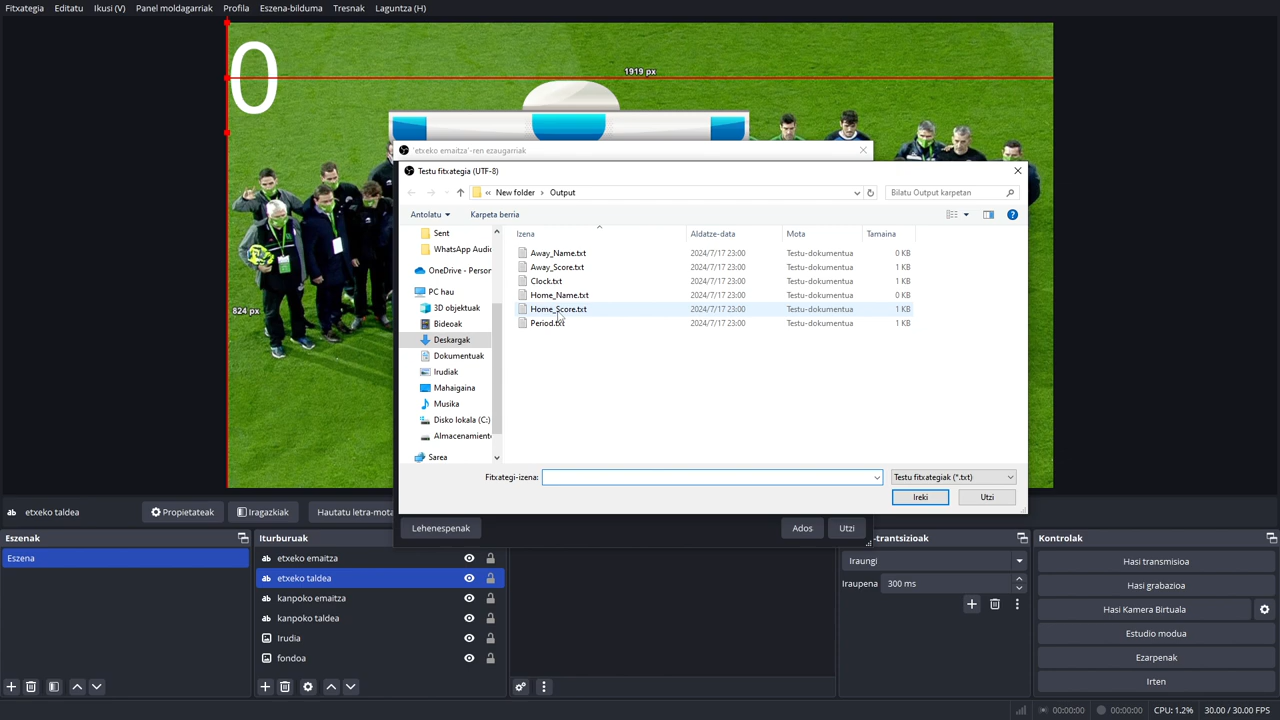 Fitxategia Editatu Ikusi (V) Panel moldagarriak Profila Eszena-bilduma Tresnak Laguntza (H)
0
1919 px
824 px
'etxeko emaitza'-ren ezaugarriak
Testu fitxategia (UTF-8)
« New folder › Output
Bilatu Output karpetan
Antolatu Karpeta berria
Izena Aldatze-data Mota Tamaina
Sent
WhatsApp Audio
OneDrive - Person
PC hau
3D objektuak
Bideoak
Deskargak
Dokumentuak
Irudiak
Mahaigaina
Musika
Disko lokala (C:)
Almacenamiento
Sarea
Away_Name.txt 2024/7/17 23:00 Testu-dokumentua 0 KB
Away_Score.txt 2024/7/17 23:00 Testu-dokumentua 1 KB
Clock.txt 2024/7/17 23:00 Testu-dokumentua 1 KB
Home_Name.txt 2024/7/17 23:00 Testu-dokumentua 0 KB
Home_Score.txt 2024/7/17 23:00 Testu-dokumentua 1 KB
Period.txt 2024/7/17 23:00 Testu-dokumentua 1 KB
Fitxategi-izena:
Testu fitxategiak (*.txt)
Ireki Utzi
Lehenespenak Ados Utzi
etxeko taldea Propietateak Iragazkiak Hautatu letra-mota
Eszenak
Eszena
Iturburuak
etxeko emaitza
etxeko taldea
kanpoko emaitza
kanpoko taldea
Irudia
fondoa
-transizioak
Iraungi
Iraupena 300 ms
Kontrolak
Hasi transmisioa
Hasi grabazioa
Hasi Kamera Birtuala
Estudio modua
Ezarpenak
Irten
00:00:00 00:00:00 CPU: 1.2% 30.00 / 30.00 FPS